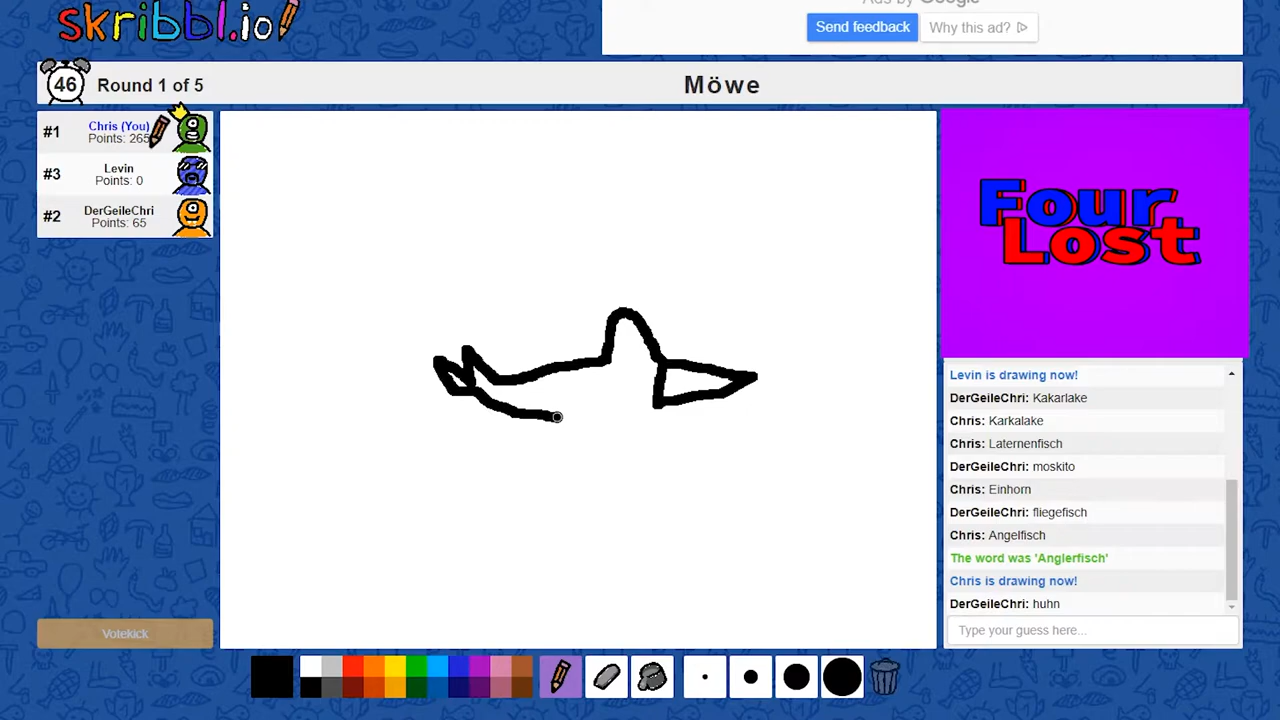 Ads by Google
skribbl.io
Send feedback
Why this ad?
46
Round 1 of 5
Möwe
#1
Chris (You)
Points: 265
#3
Levin
Points: 0
#2
DerGeileChri
Points: 65
Four
Lost
Levin is drawing now!
DerGeileChri: Kakarlake
Chris: Karkalake
Chris: Laternenfisch
DerGeileChri: moskito
Chris: Einhorn
DerGeileChri: fliegefisch
Chris: Angelfisch
The word was 'Anglerfisch'
Chris is drawing now!
DerGeileChri: huhn
Type your guess here...
Votekick